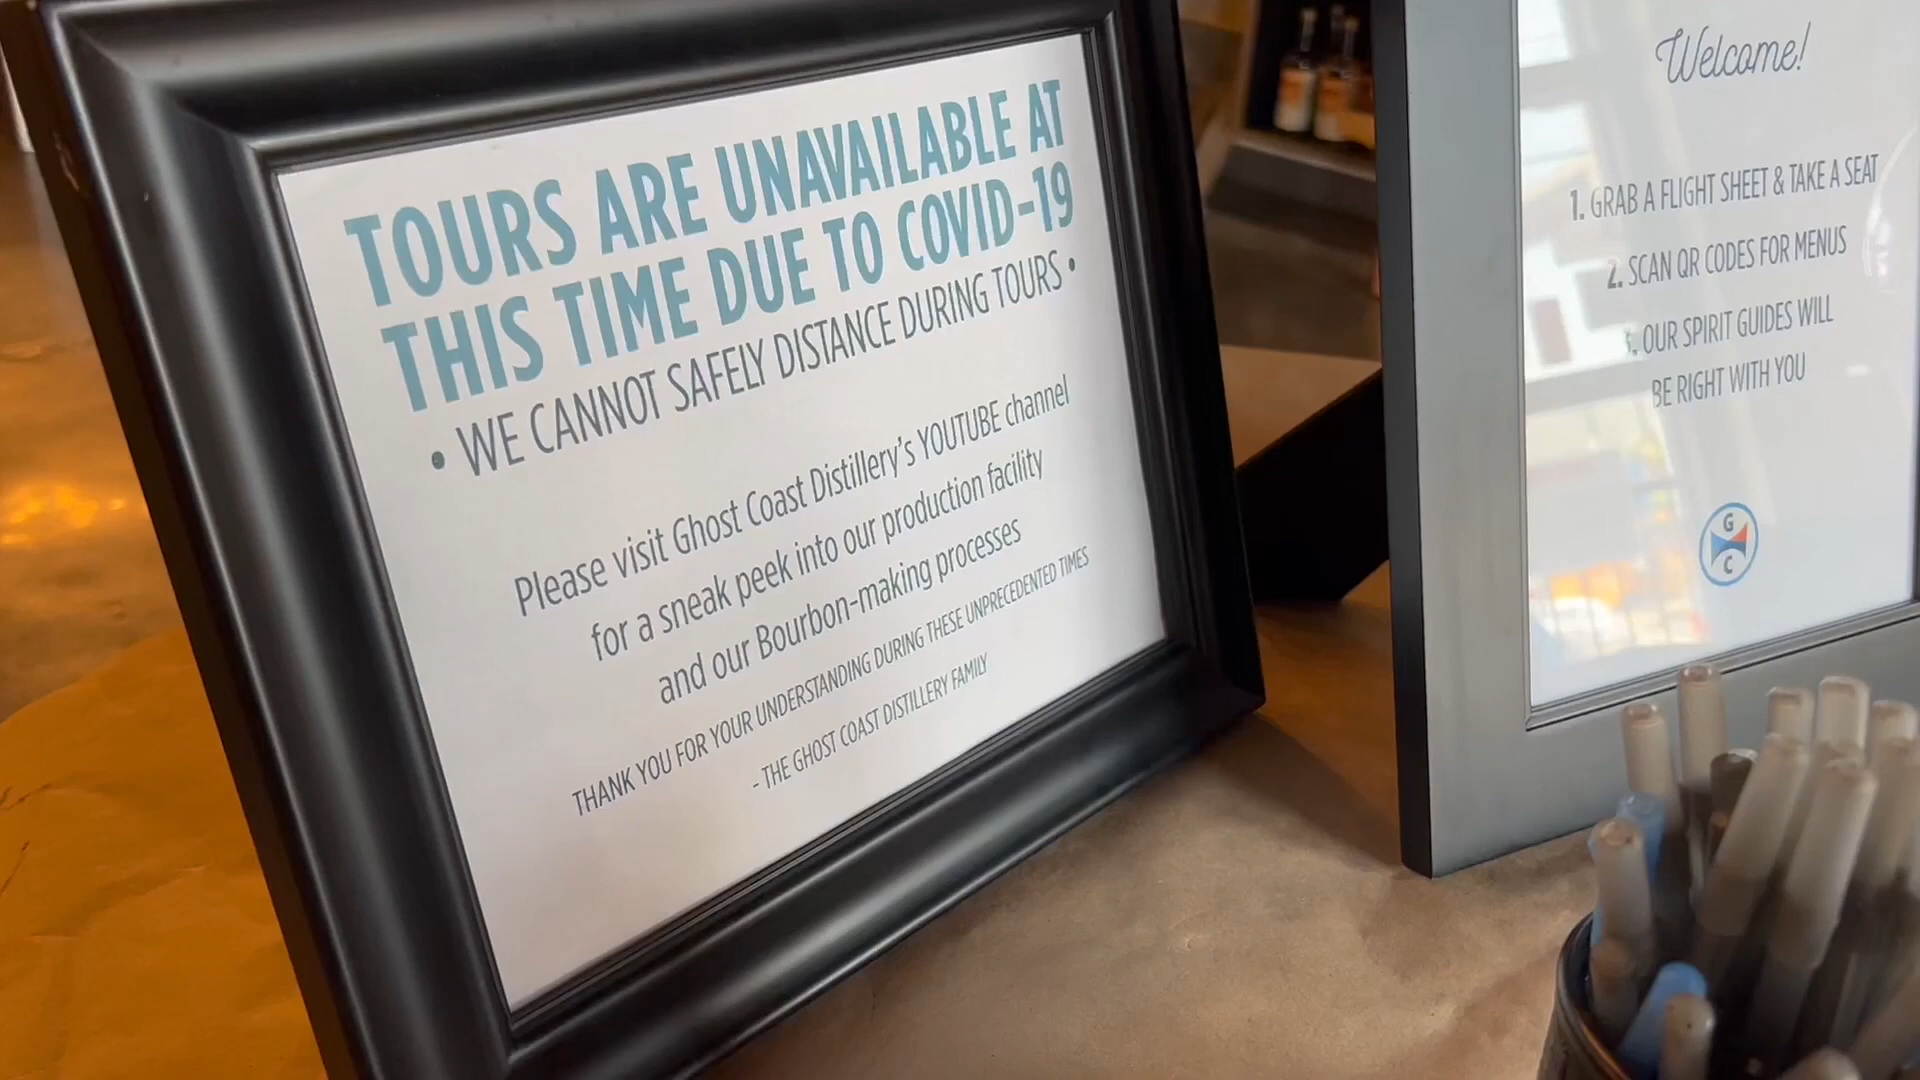 TOURS ARE UNAVAILABLE AT
THIS TIME DUE TO COVID-19
• WE CANNOT SAFELY DISTANCE DURING TOURS •
Please visit Ghost Coast Distillery's YOUTUBE channel
for a sneak peek into our production facility
and our Bourbon-making processes
THANK YOU FOR YOUR UNDERSTANDING DURING THESE UNPRECEDENTED TIMES
- THE GHOST COAST DISTILLERY FAMILY
Welcome!
1. GRAB A FLIGHT SHEET & TAKE A SEAT
2. SCAN QR CODES FOR MENUS
3. OUR SPIRIT GUIDES WILL
BE RIGHT WITH YOU
G
C